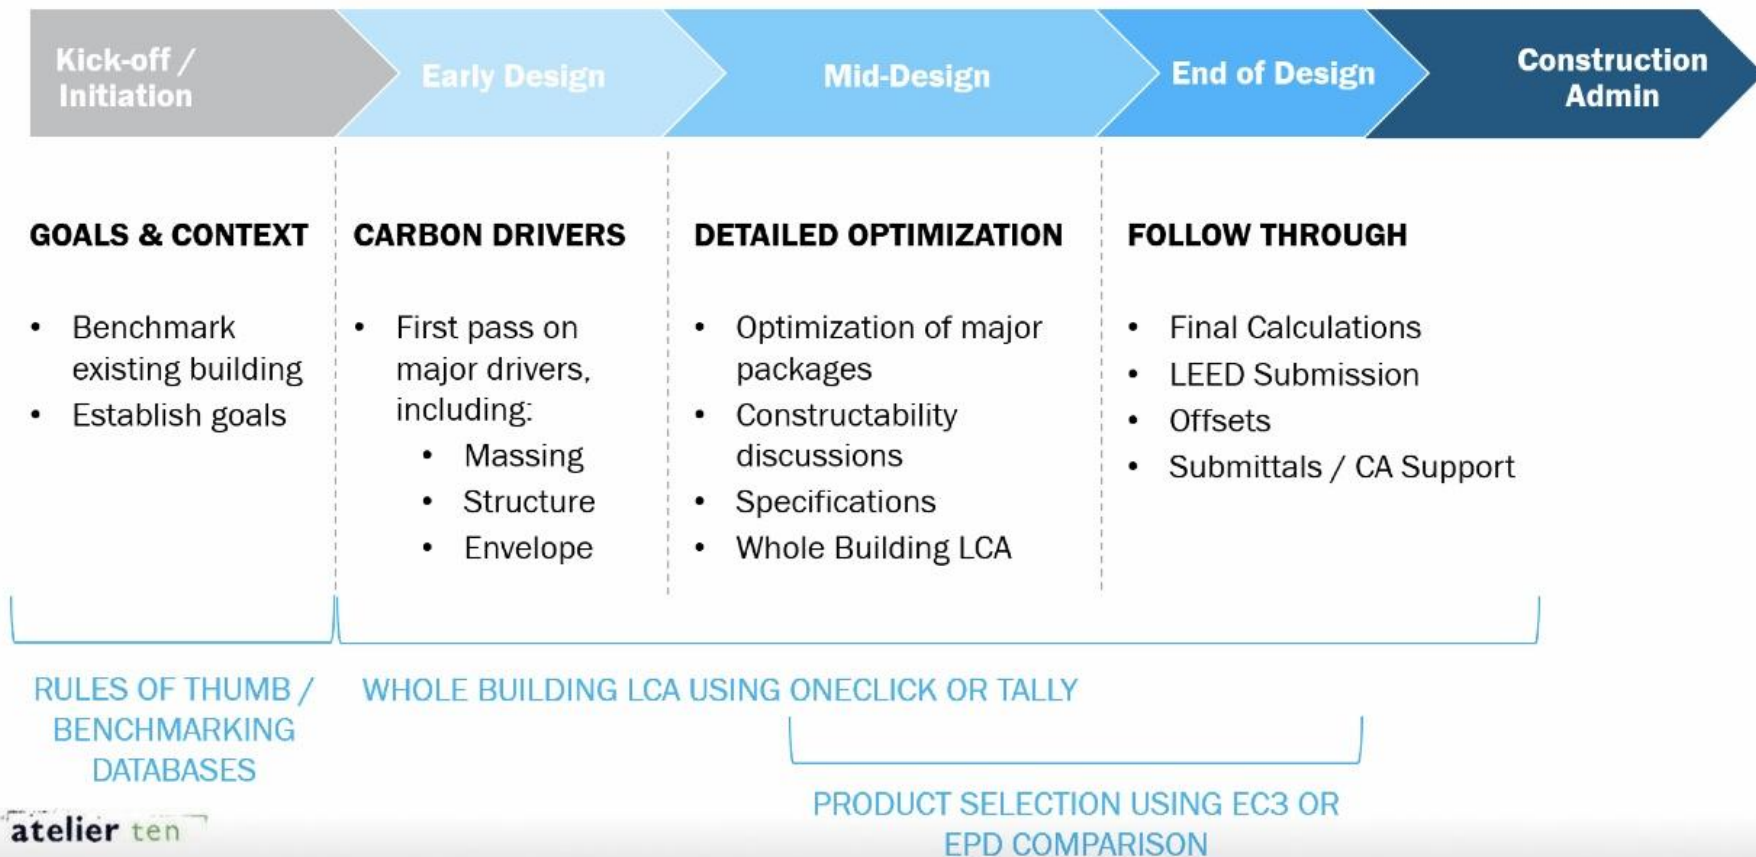 Kick-off /
Initiation
Early Design
Mid-Design
End of Design
Construction
Admin
GOALS & CONTEXT
• Benchmark
existing building
• Establish goals
CARBON DRIVERS
• First pass on
major drivers,
including:
• Massing
• Structure
• Envelope
DETAILED OPTIMIZATION
• Optimization of major
packages
• Constructability
discussions
• Specifications
• Whole Building LCA
FOLLOW THROUGH
• Final Calculations
• LEED Submission
• Offsets
• Submittals / CA Support
RULES OF THUMB /
BENCHMARKING
DATABASES
WHOLE BUILDING LCA USING ONECLICK OR TALLY
PRODUCT SELECTION USING EC3 OR
EPD COMPARISON
atelier ten